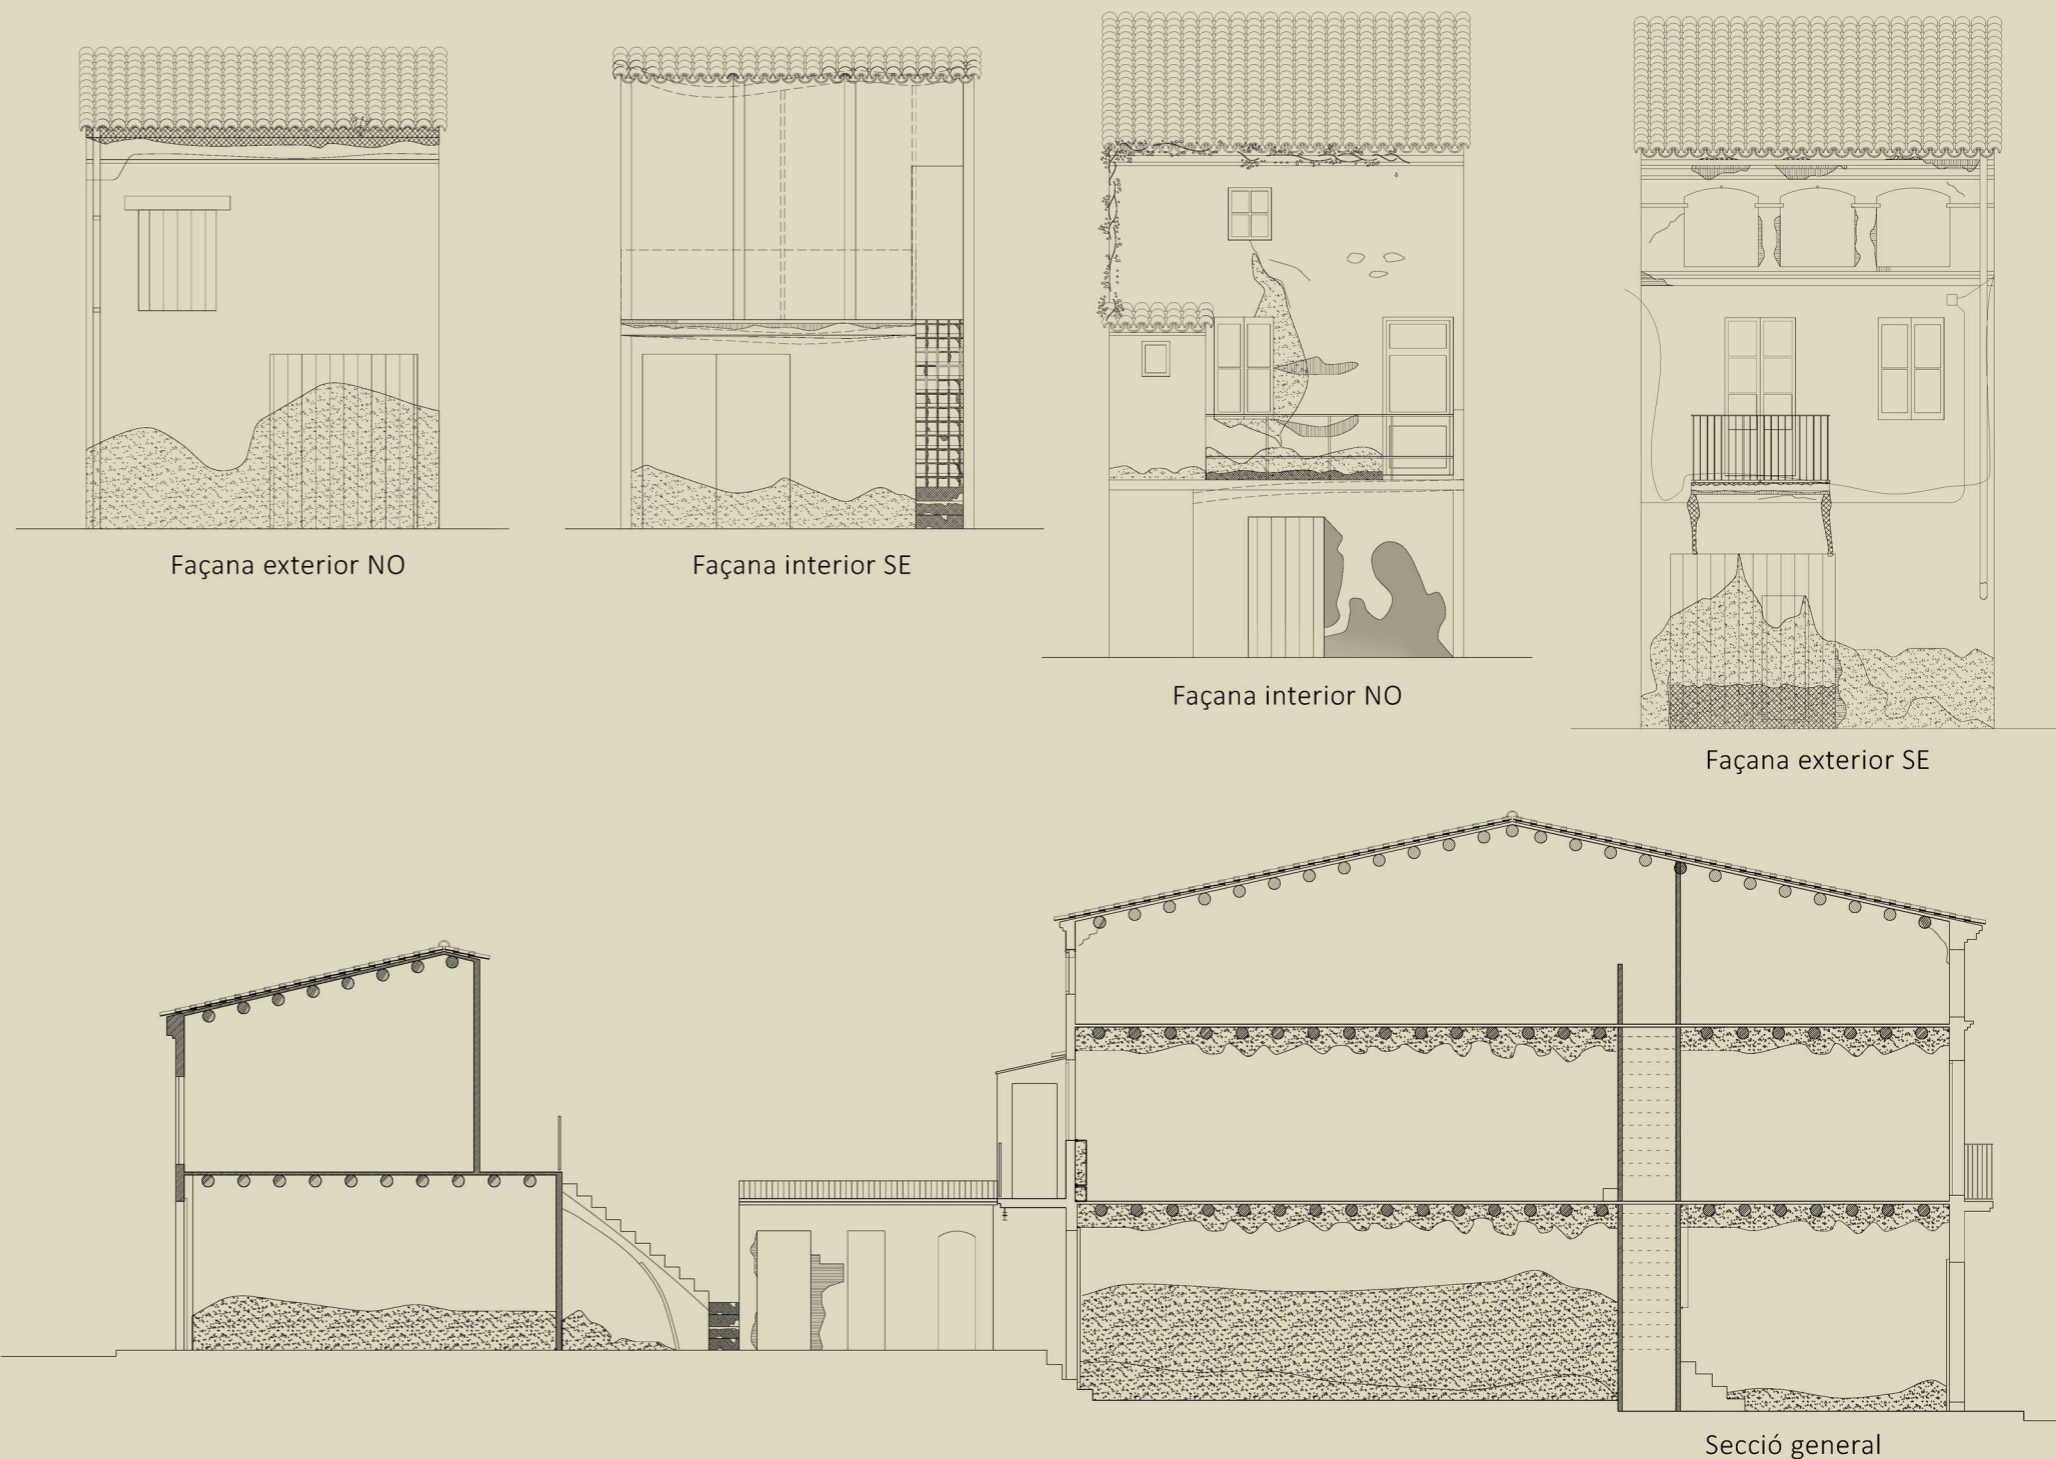 Façana exterior NO
Façana interior SE
Façana interior NO
Façana exterior SE
Secció general